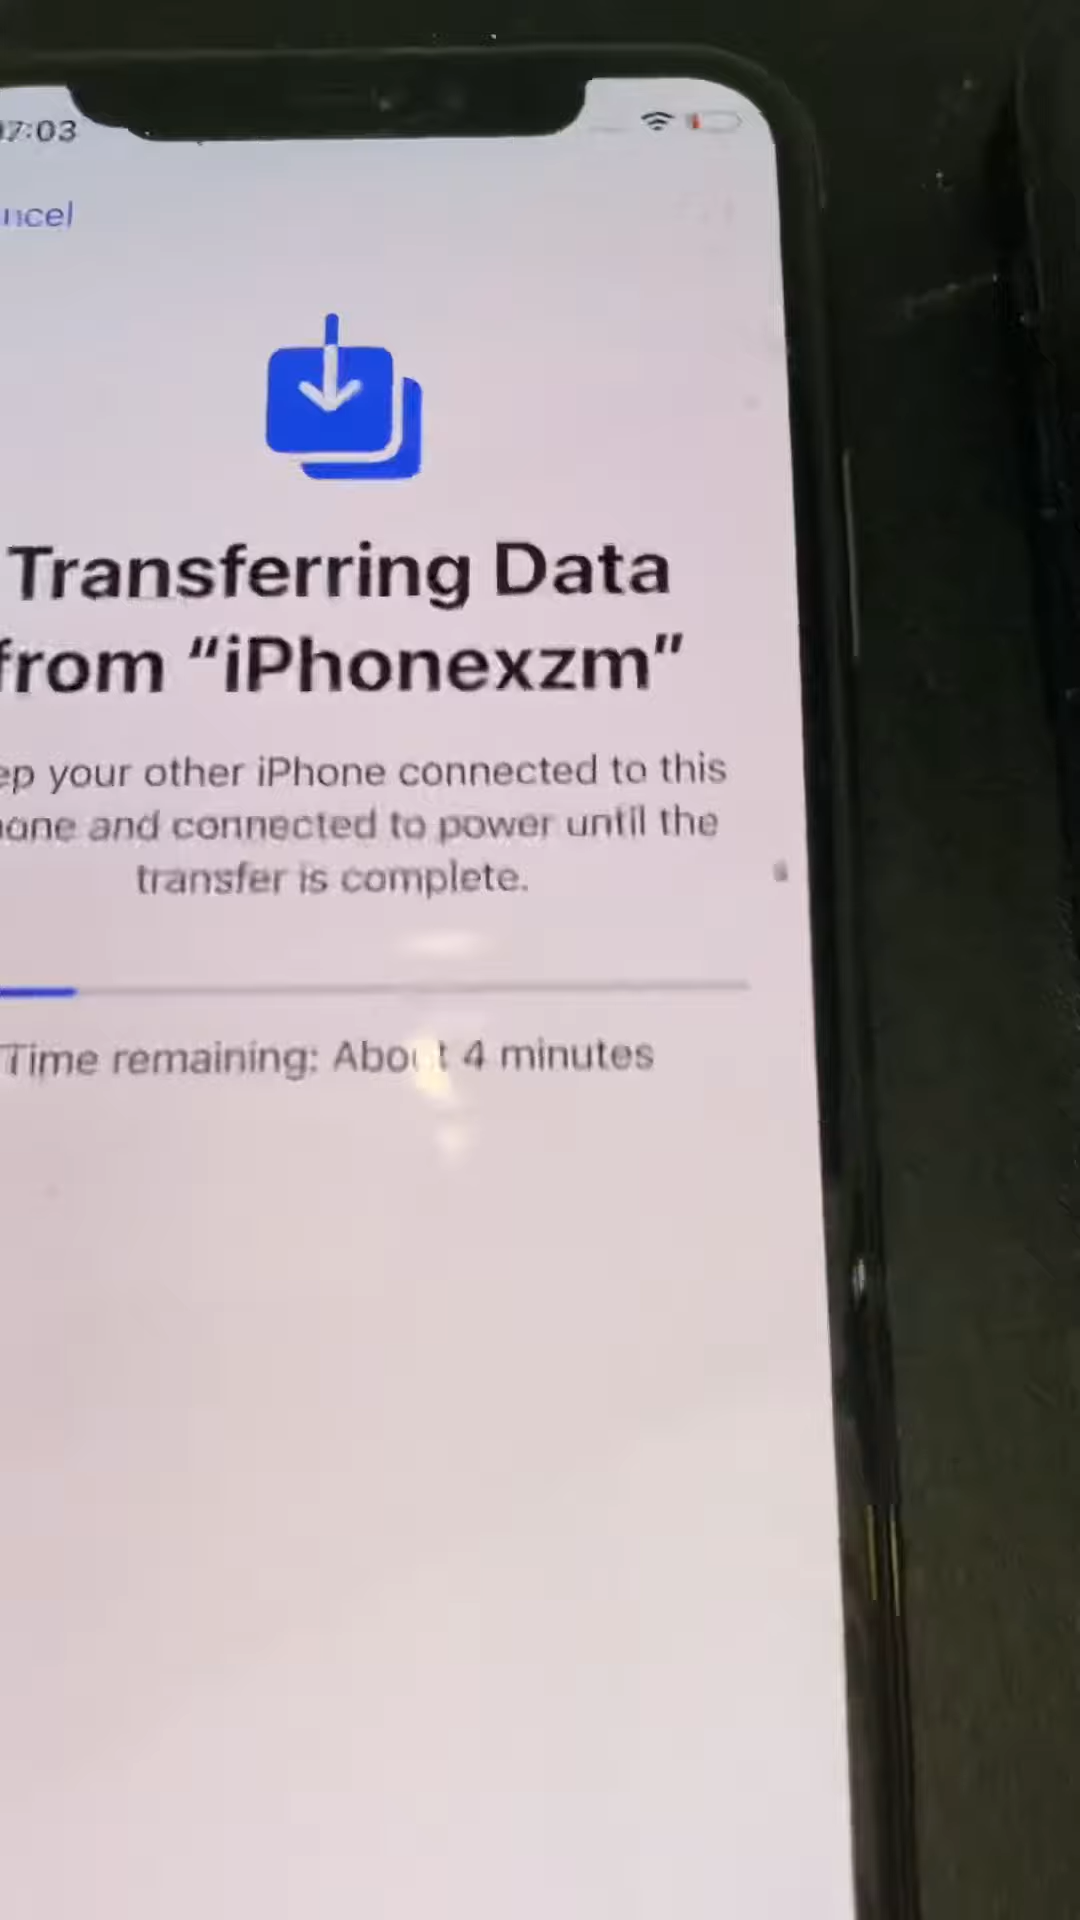 7:03
ncel
Transferring Data
from “iPhonexzm”
ep your other iPhone connected to this
one and connected to power until the
transfer is complete.
Time remaining: About 4 minutes